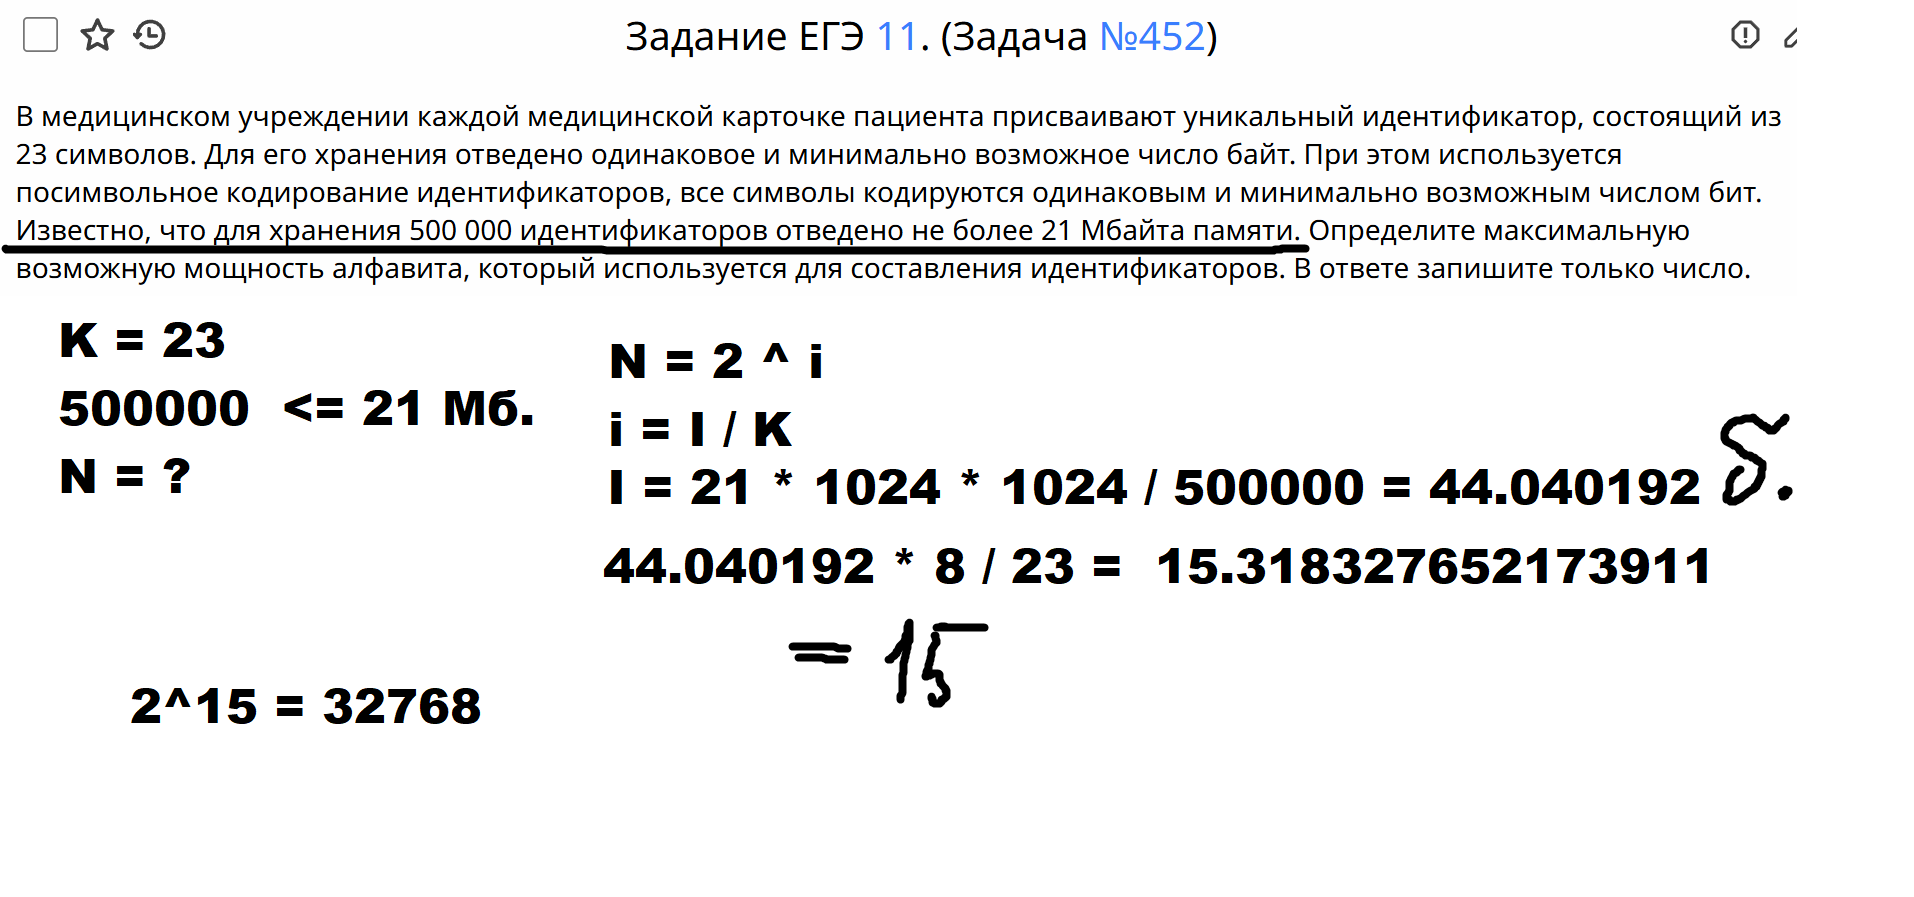 Задание ЕГЭ 11. (Задача №452)
В медицинском учреждении каждой медицинской карточке пациента присваивают уникальный идентификатор, состоящий из
23 символов. Для его хранения отведено одинаковое и минимально возможное число байт. При этом используется
посимвольное кодирование идентификаторов, все символы кодируются одинаковым и минимально возможным числом бит.
Известно, что для хранения 500 000 идентификаторов отведено не более 21 Мбайта памяти. Определите максимальную
возможную мощность алфавита, который используется для составления идентификаторов. В ответе запишите только число.
K = 23
500000 <= 21 Мб.
N = ?
N = 2 ^ i
i = I / K
I = 21 * 1024 * 1024 / 500000 = 44.040192 б.
44.040192 * 8 / 23 = 15.318327652173911
= 15
2^15 = 32768